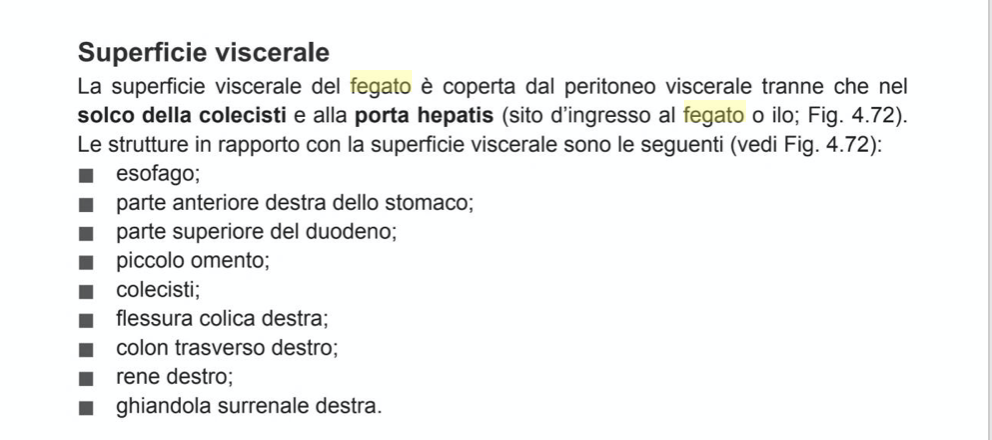 Superficie viscerale
La superficie viscerale del fegato è coperta dal peritoneo viscerale tranne che nel
solco della colecisti e alla porta hepatis (sito d'ingresso al fegato o ilo; Fig. 4.72).
Le strutture in rapporto con la superficie viscerale sono le seguenti (vedi Fig. 4.72):
■ esofago;
■ parte anteriore destra dello stomaco;
■ parte superiore del duodeno;
■ piccolo omento;
■ colecisti;
■ flessura colica destra;
■ colon trasverso destro;
■ rene destro;
■ ghiandola surrenale destra.